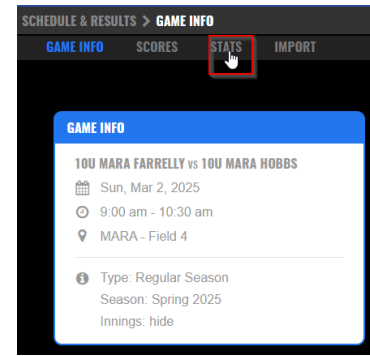 SCHEDULE & RESULTS > GAME INFO
GAME INFO SCORES STATS IMPORT
GAME INFO
10U MARA FARRELLY VS 10U MARA HOBBS
Sun, Mar 2, 2025
9:00 am - 10:30 am
MARA - Field 4
Type: Regular Season
Season: Spring 2025
Innings: hide